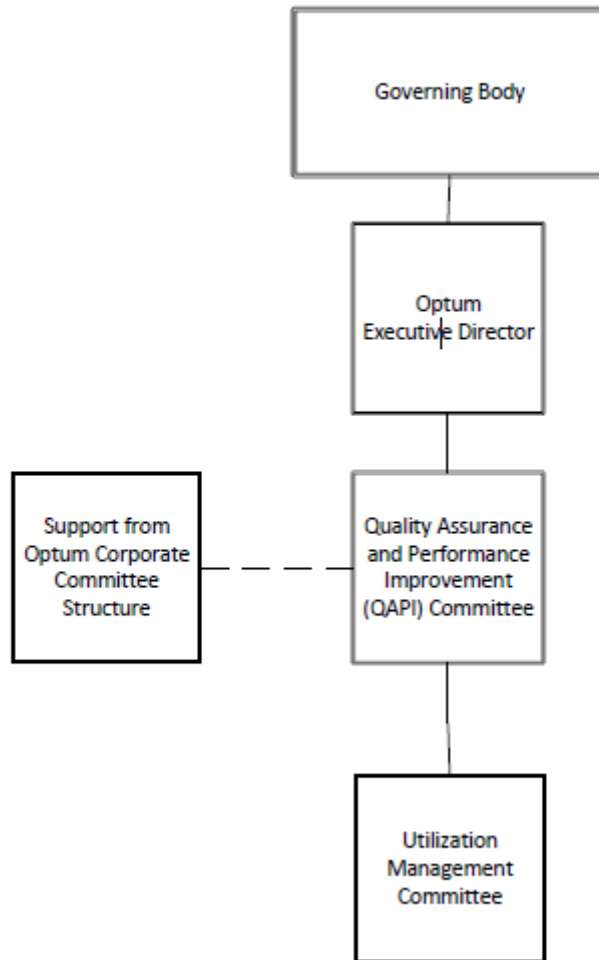 Governing Body
Optum
Executive Director
Support from
Optum Corporate
Committee
Structure
Quality Assurance
and Performance
Improvement
(QAPI) Committee
Utilization
Management
Committee